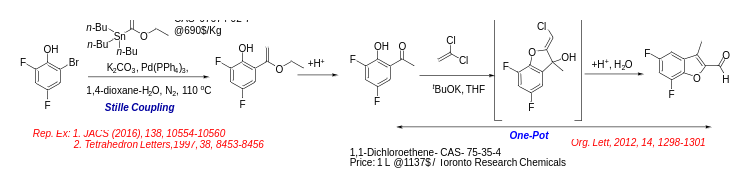 n-Bu
@690$/Kg
n-Bu Sn O
n-Bu
OH
F Br
F
K2CO3, Pd(PPh4)3,
1,4-dioxane-H2O, N2, 110 ⁰C
Stille Coupling
OH
F O
F
+H+
OH O
F
F
Cl
Cl
tBuOK, THF
Cl
O
F OH
F
+H+, H2O
F
O O
F
One-Pot
Rep. Ex: 1. JACS (2016), 138, 10554-10560
2. Tetrahedron Letters,1997, 38, 8453-8456
Org. Lett, 2012, 14, 1298-1301
1,1-Dichloroethene- CAS- 75-35-4
Price: 1 L @1137$ / Toronto Research Chemicals